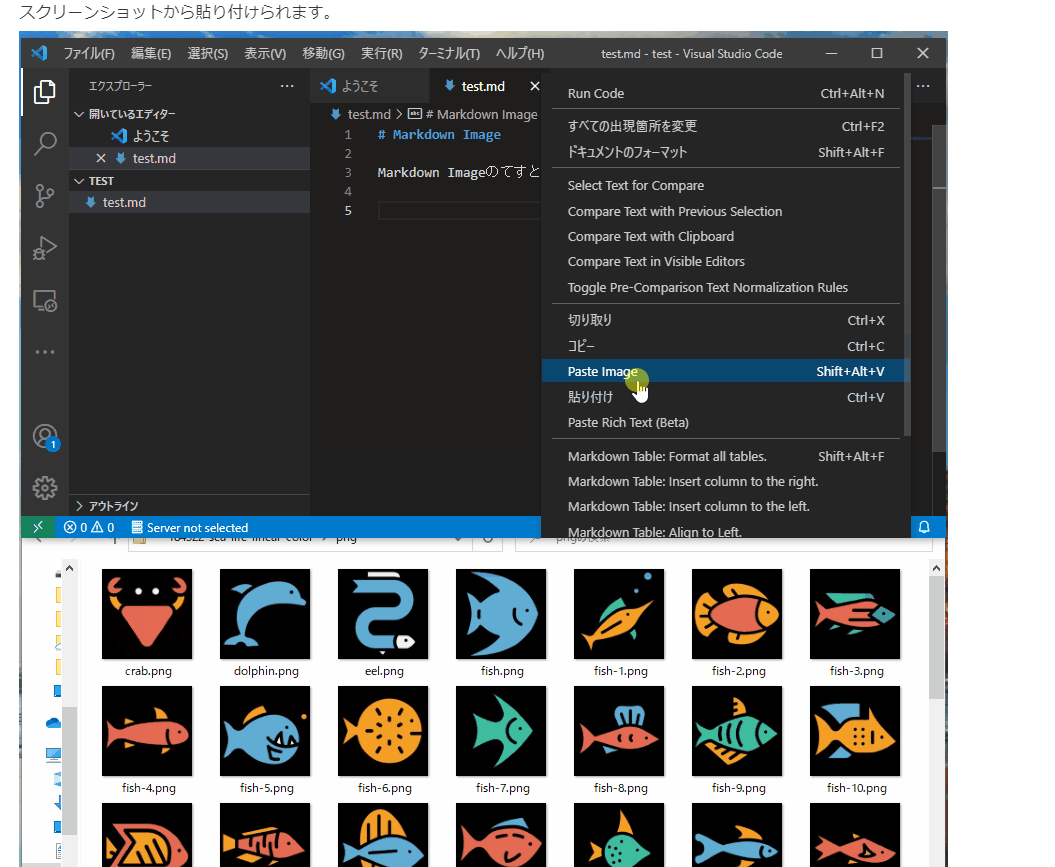 スクリーンショットから貼り付けられます。
ファイル(F) 編集(E) 選択(S) 表示(V) 移動(G) 実行(R) ターミナル(T) ヘルプ(H) test.md - test - Visual Studio Code
エクスプローラー ···
開いているエディター
ようこそ
test.md
TEST
test.md
アウトライン
ようこそ test.md
test.md > # Markdown Image
1 # Markdown Image
2
3 Markdown Imageのてすと
4
5
Run Code Ctrl+Alt+N
すべての出現箇所を変更 Ctrl+F2
ドキュメントのフォーマット Shift+Alt+F
Select Text for Compare
Compare Text with Previous Selection
Compare Text with Clipboard
Compare Text in Visible Editors
Toggle Pre-Comparison Text Normalization Rules
切り取り Ctrl+X
コピー Ctrl+C
Paste Image Shift+Alt+V
貼り付け Ctrl+V
Paste Rich Text (Beta)
Markdown Table: Format all tables. Shift+Alt+F
Markdown Table: Insert column to the right.
Markdown Table: Insert column to the left.
Markdown Table: Align to Left.
1
0 0 Server not selected
crab.png dolphin.png eel.png fish.png fish-1.png fish-2.png fish-3.png
fish-4.png fish-5.png fish-6.png fish-7.png fish-8.png fish-9.png fish-10.png